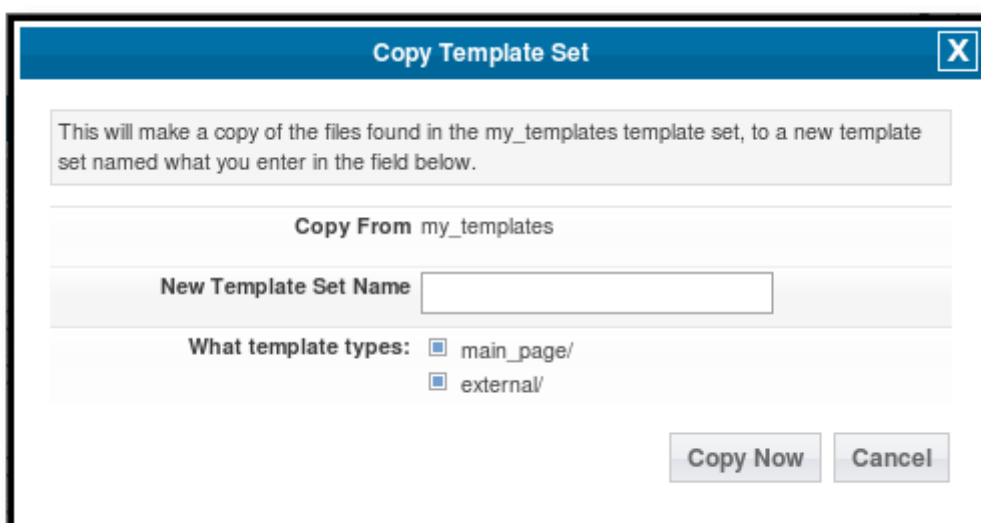 Copy Template Set
X
This will make a copy of the files found in the my_templates template set, to a new template
set named what you enter in the field below.
Copy From my_templates
New Template Set Name
What template types: main_page/
external/
Copy Now Cancel